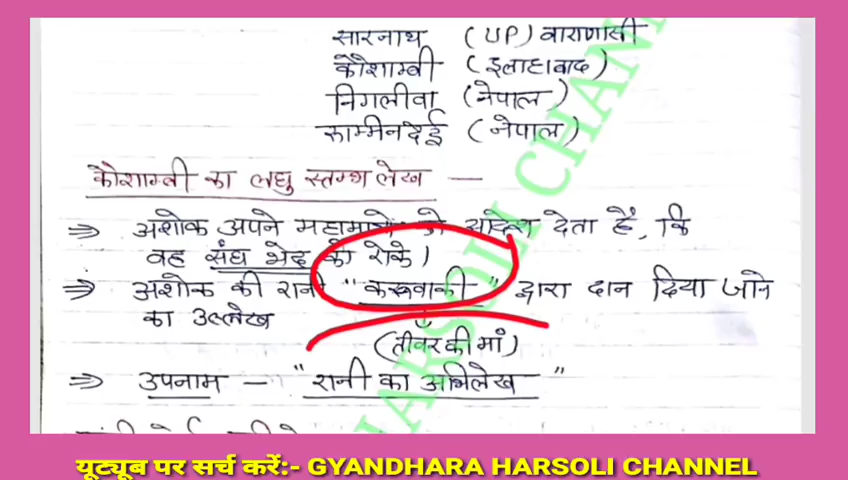 सारनाथ (UP) वाराणासी
कौशाम्बी (इलाहाबाद)
निगलीवा (नेपाल)
रूम्मिनदेई (नेपाल)
कौशाम्बी का लघु स्तम्भ लेख —
⇒ अशोक अपने महामात्रो को आदेश देता है, कि
वह संघ भेद को रोके।
⇒ अशोक की रानी "करूवाकी" द्वारा दान दिया जाने
का उल्लेख
(तीवर की मां)
⇒ उपनाम - "रानी का अभिलेख"
यूट्यूब पर सर्च करें:- GYANDHARA HARSOLI CHANNEL